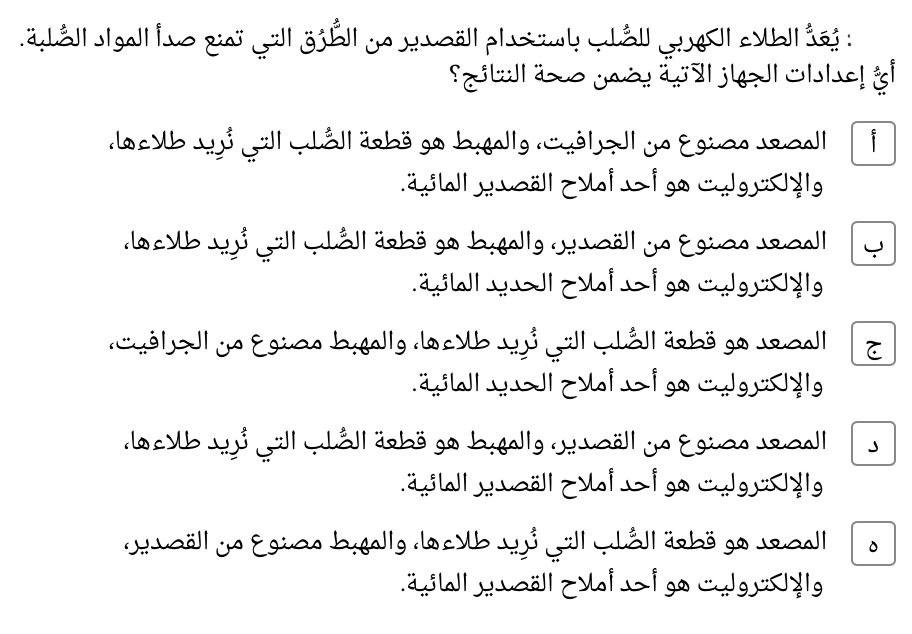 : يُعَدُّ الطلاء الكهربي للصُّلب باستخدام القصدير من الطُّرُق التي تمنع صدأ المواد الصُّلبة.
أيُّ إعدادات الجهاز الآتية يضمن صحة النتائج؟
أ المصعد مصنوع من الجرافيت، والمهبط هو قطعة الصُّلب التي نُرِيد طلاءها،
والإلكتروليت هو أحد أملاح القصدير المائية.
ب المصعد مصنوع من القصدير، والمهبط هو قطعة الصُّلب التي نُرِيد طلاءها،
والإلكتروليت هو أحد أملاح الحديد المائية.
ج المصعد هو قطعة الصُّلب التي نُرِيد طلاءها، والمهبط مصنوع من الجرافيت،
والإلكتروليت هو أحد أملاح الحديد المائية.
د المصعد مصنوع من القصدير، والمهبط هو قطعة الصُّلب التي نُرِيد طلاءها،
والإلكتروليت هو أحد أملاح القصدير المائية.
ه المصعد هو قطعة الصُّلب التي نُرِيد طلاءها، والمهبط مصنوع من القصدير،
والإلكتروليت هو أحد أملاح القصدير المائية.